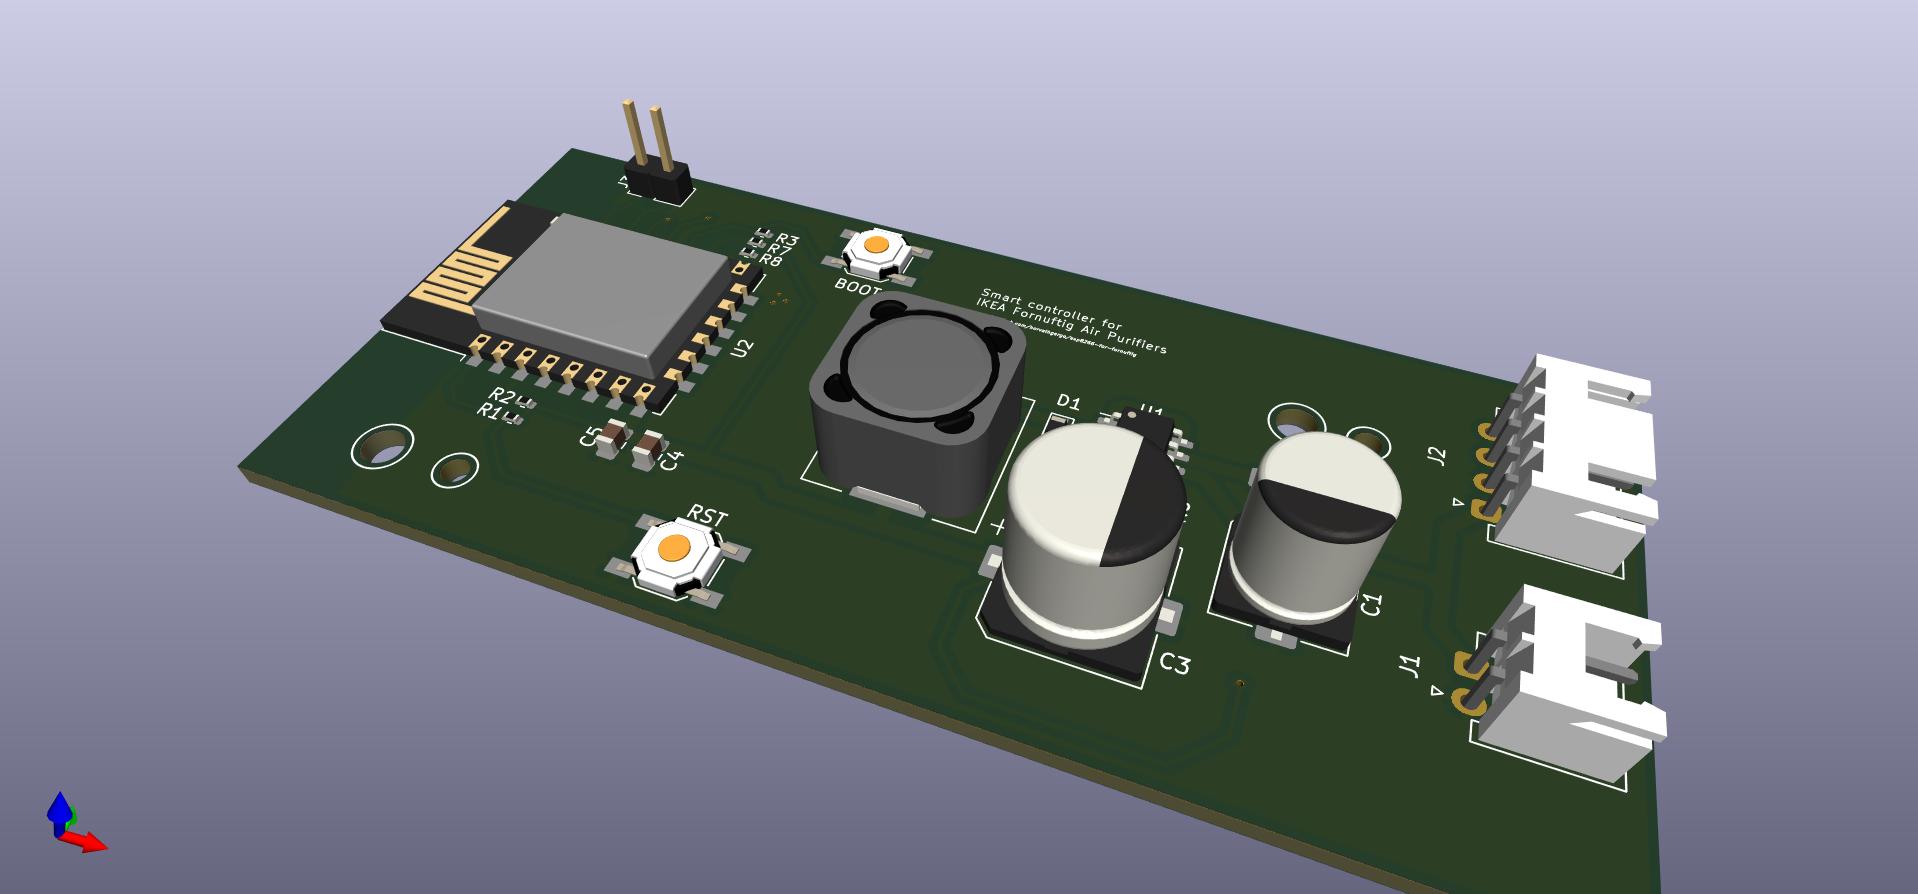 R3
R7
R8
BOOT
Smart controller for
IKEA Fornuftig Air Purifiers
U2
R2
R1
C5
C4
D1
U1
J2
RST
+
C1
J1
C3